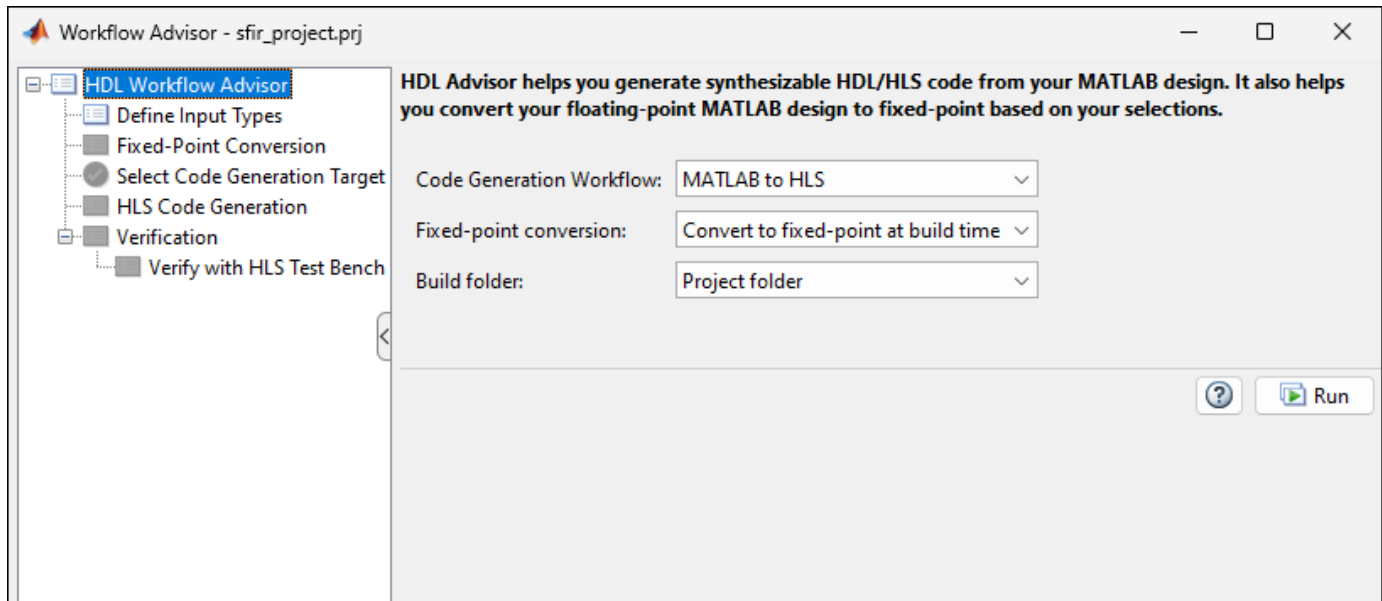 Workflow Advisor - sfir_project.prj
HDL Workflow Advisor
Define Input Types
Fixed-Point Conversion
Select Code Generation Target
HLS Code Generation
Verification
Verify with HLS Test Bench
HDL Advisor helps you generate synthesizable HDL/HLS code from your MATLAB design. It also helps
you convert your floating-point MATLAB design to fixed-point based on your selections.
Code Generation Workflow: MATLAB to HLS
Fixed-point conversion: Convert to fixed-point at build time
Build folder: Project folder
? Run